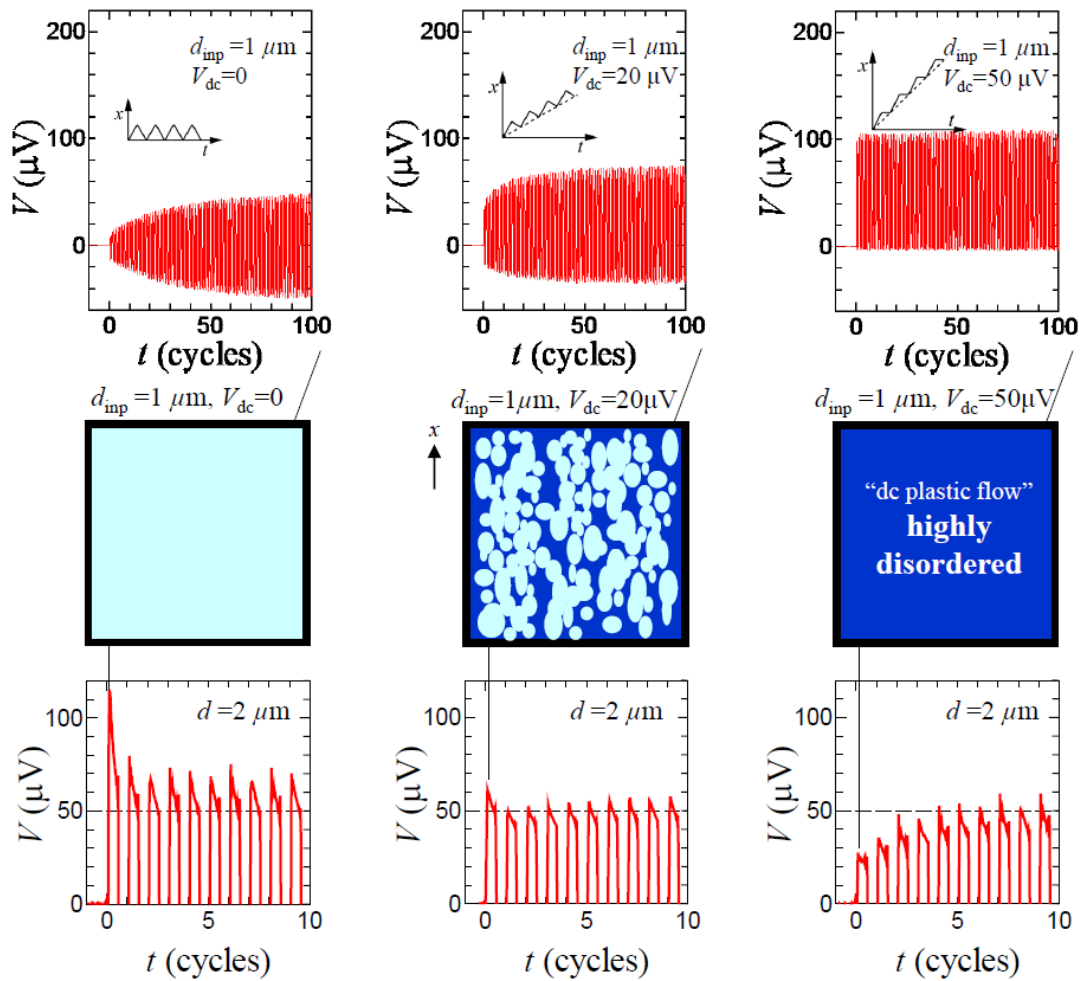 200
d_inp =1 µm
V_dc=0
x
t
100
V (µV)
0
0 50 100
t (cycles)
200
d_inp =1 µm
V_dc=20 µV
x
t
100
V (µV)
0
0 50 100
t (cycles)
200
d_inp =1 µm
V_dc=50 µV
x
t
100
V (µV)
0
0 50 100
t (cycles)
d_inp =1 µm, V_dc=0
d_inp=1µm, V_dc=20µV
d_inp =1 µm, V_dc=50µV
x
“dc plastic flow”
highly
disordered
d =2 µm
100
V (µV)
50
0
0 5 10
t (cycles)
d =2 µm
100
V (µV)
50
0
0 5 10
t (cycles)
d =2 µm
100
V (µV)
50
0
0 5 10
t (cycles)